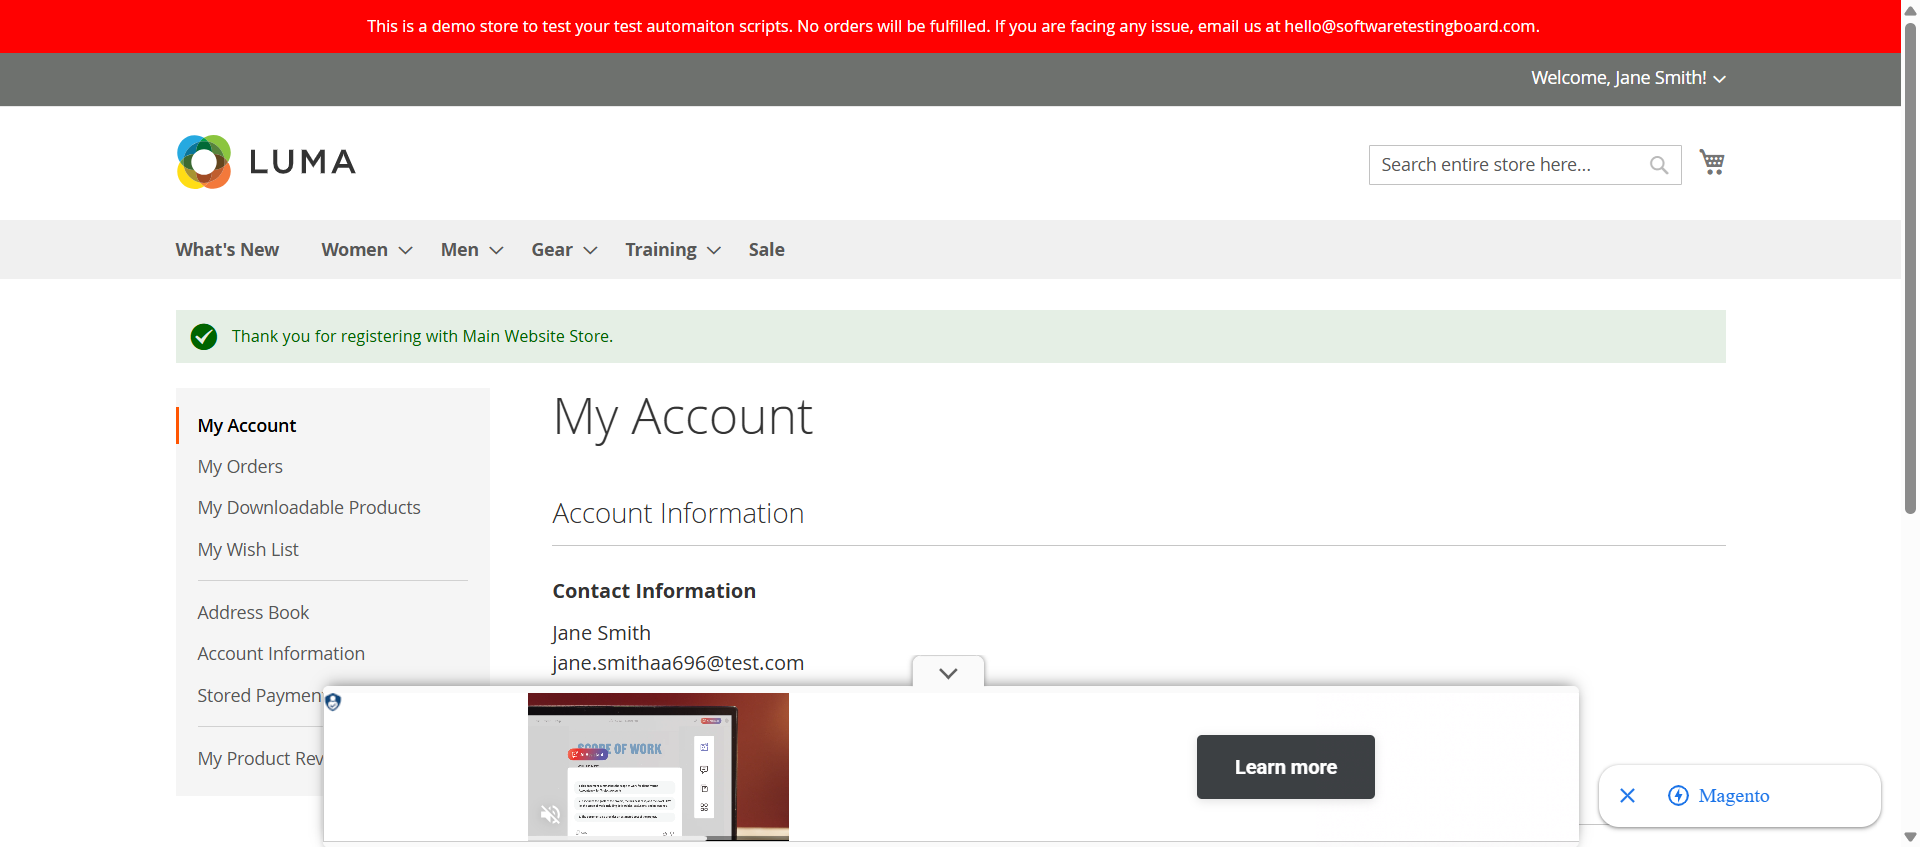 This is a demo store to test your test automaiton scripts. No orders will be fulfilled. If you are facing any issue, email us at hello@softwaretestingboard.com.
Welcome, Jane Smith!
LUMA
Search entire store here...
What's New
Women
Men
Gear
Training
Sale
Thank you for registering with Main Website Store.
My Account
My Orders
My Downloadable Products
My Wish List
Address Book
Account Information
Stored Paymen
My Product Rev
My Account
Account Information
Contact Information
Jane Smith
jane.smithaa696@test.com
SCOPE OF WORK
Learn more
Magento